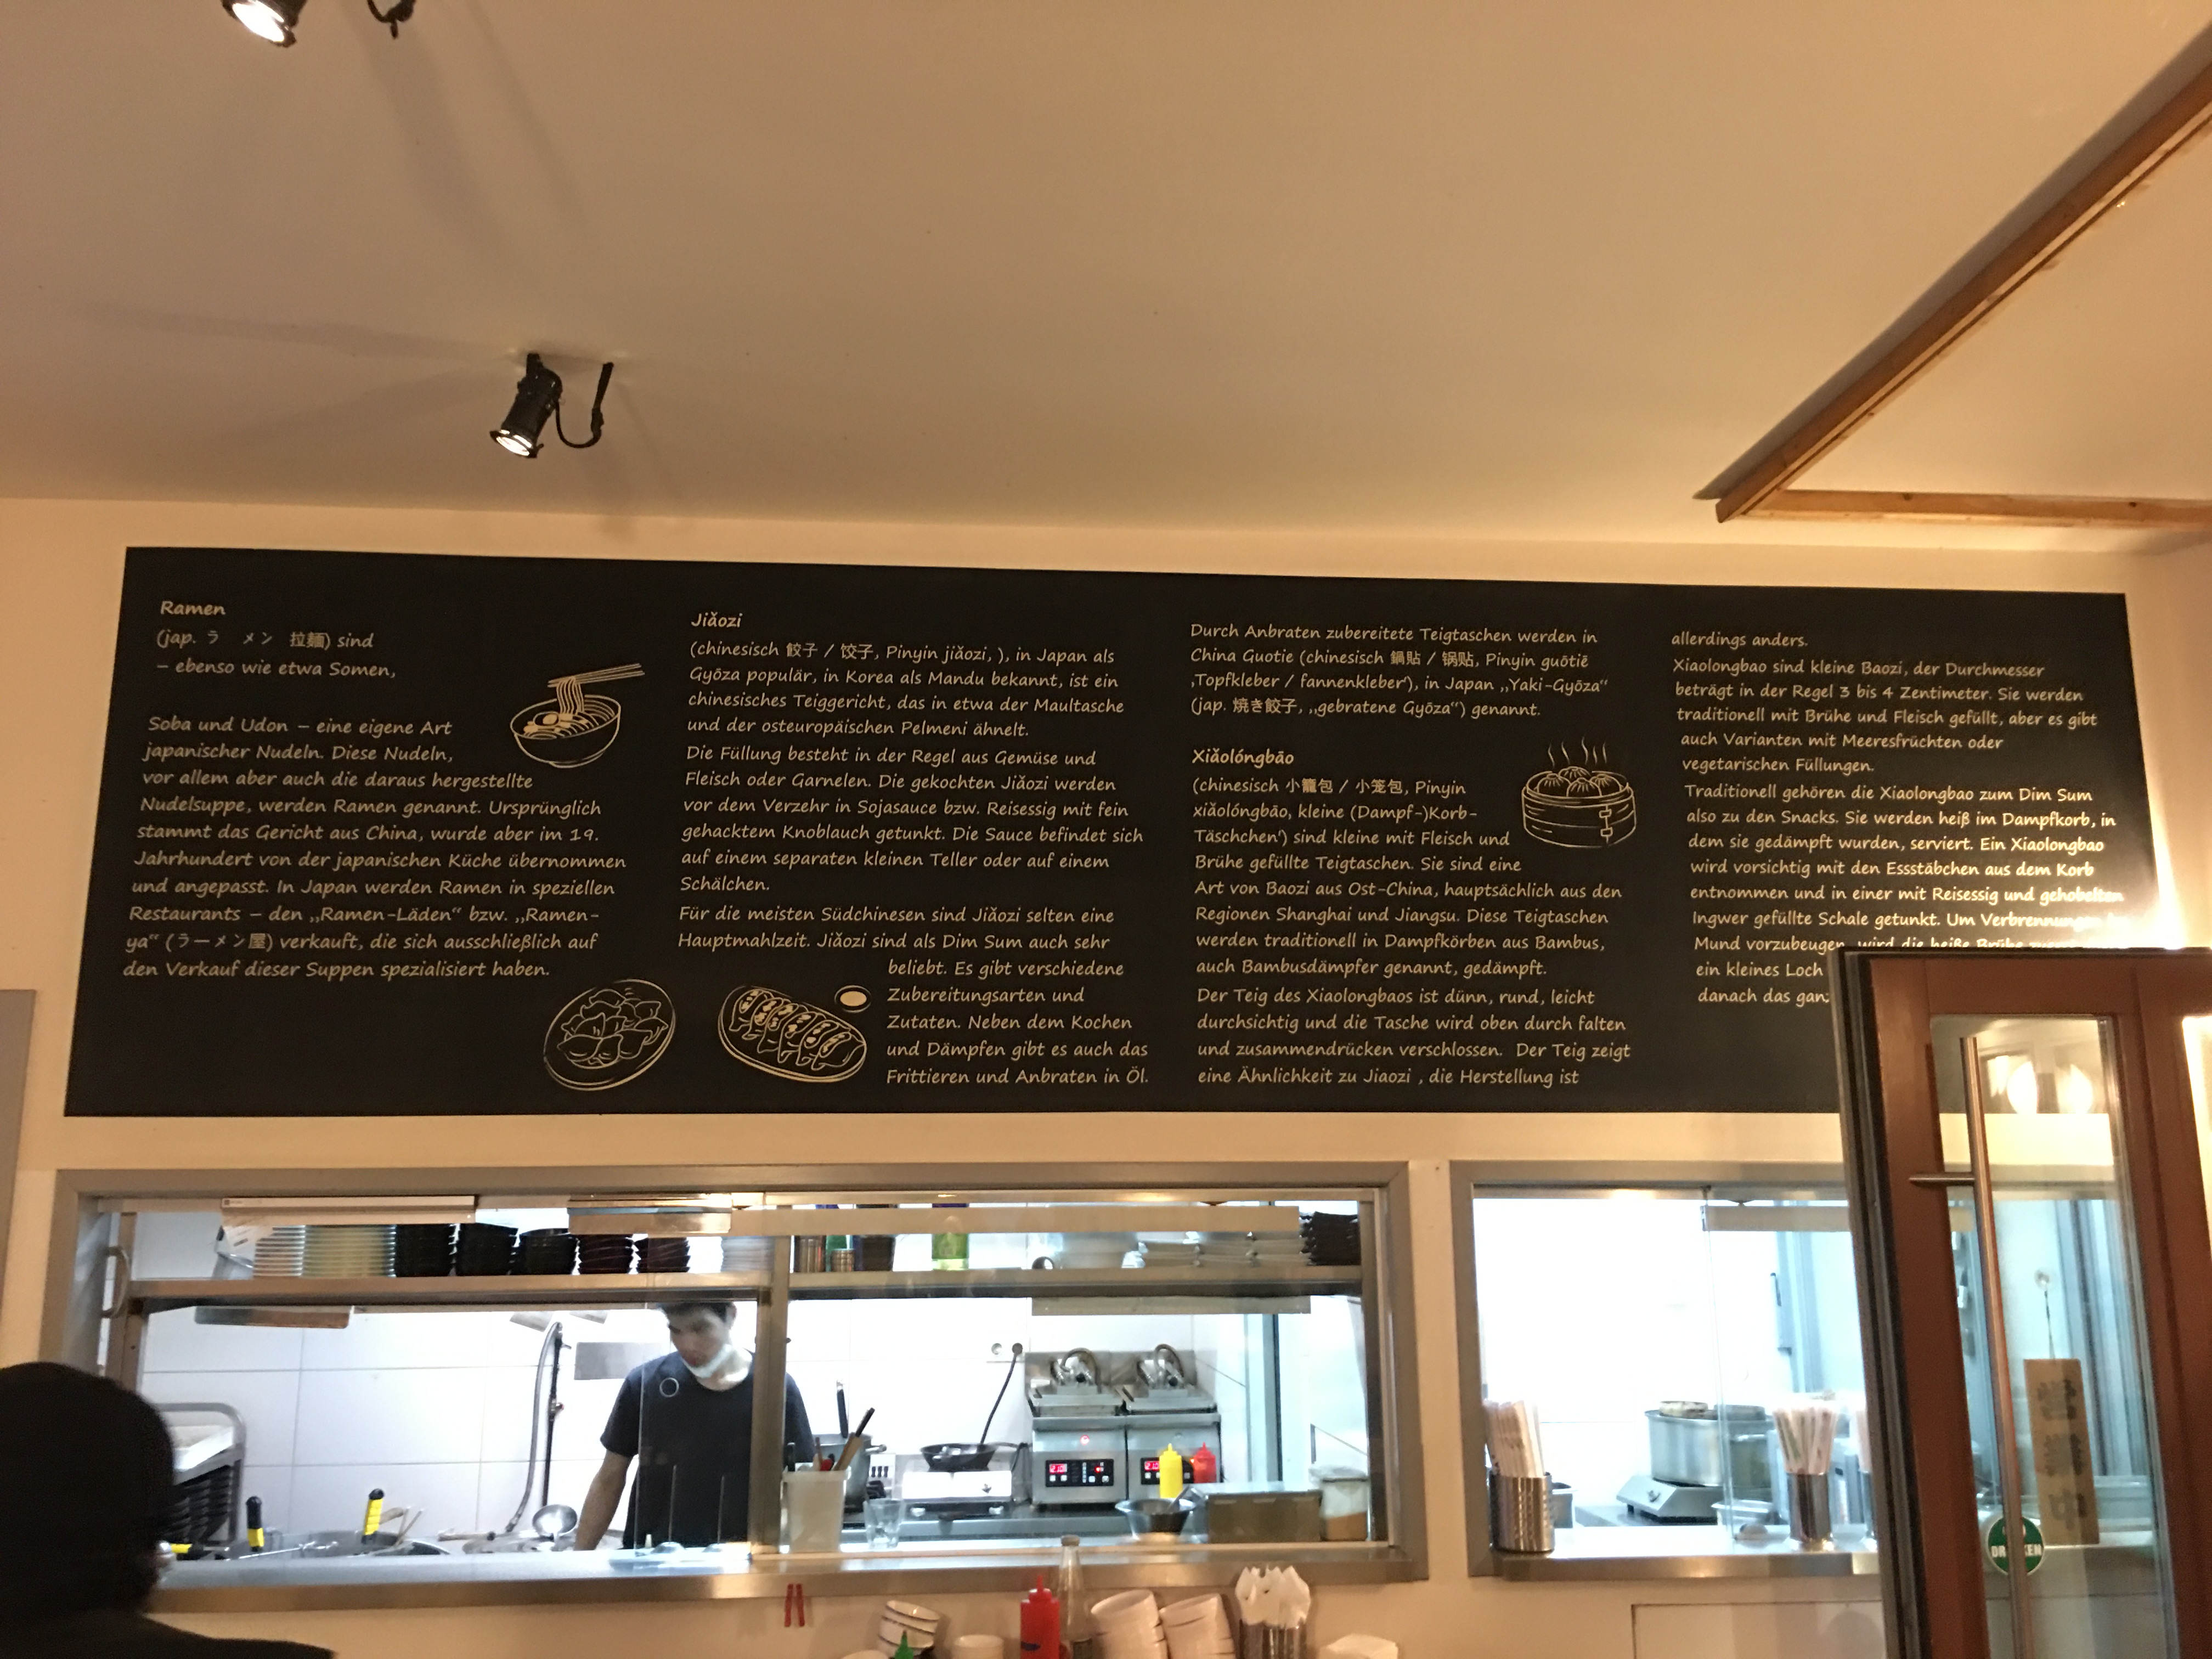 Ramen
(jap. ラ メン 拉麺) sind
– ebenso wie etwa Somen,
Soba und Udon – eine eigene Art
japanischer Nudeln. Diese Nudeln,
vor allem aber auch die daraus hergestellte
Nudelsuppe, werden Ramen genannt. Ursprünglich
stammt das Gericht aus China, wurde aber im 19.
Jahrhundert von der japanischen Küche übernommen
und angepasst. In Japan werden Ramen in speziellen
Restaurants – den „Ramen-Läden“ bzw. „Ramen-
ya“ (ラーメン屋) verkauft, die sich ausschließlich auf
den Verkauf dieser Suppen spezialisiert haben.
Jiǎozi
(chinesisch 餃子 / 饺子, Pinyin jiǎozi, ), in Japan als
Gyōza populär, in Korea als Mandu bekannt, ist ein
chinesisches Teiggericht, das in etwa der Maultasche
und der osteuropäischen Pelmeni ähnelt.
Die Füllung besteht in der Regel aus Gemüse und
Fleisch oder Garnelen. Die gekochten Jiǎozi werden
vor dem Verzehr in Sojasauce bzw. Reisessig mit fein
gehacktem Knoblauch getunkt. Die Sauce befindet sich
auf einem separaten kleinen Teller oder auf einem
Schälchen.
Für die meisten Südchinesen sind Jiǎozi selten eine
Hauptmahlzeit. Jiǎozi sind als Dim Sum auch sehr
beliebt. Es gibt verschiedene
Zubereitungsarten und
Zutaten. Neben dem Kochen
und Dämpfen gibt es auch das
Frittieren und Anbraten in Öl.
Durch Anbraten zubereitete Teigtaschen werden in
China Guotie (chinesisch 鍋貼 / 锅贴, Pinyin guōtiē
‚Topfkleber / fannenkleber‘), in Japan „Yaki-Gyōza“
(jap. 焼き餃子, „gebratene Gyōza“) genannt.
Xiǎolóngbāo
(chinesisch 小籠包 / 小笼包, Pinyin
xiǎolóngbāo, kleine (Dampf-)Korb-
Täschchen‘) sind kleine mit Fleisch und
Brühe gefüllte Teigtaschen. Sie sind eine
Art von Baozi aus Ost-China, hauptsächlich aus den
Regionen Shanghai und Jiangsu. Diese Teigtaschen
werden traditionell in Dampfkörben aus Bambus,
auch Bambusdämpfer genannt, gedämpft.
Der Teig des Xiaolongbaos ist dünn, rund, leicht
durchsichtig und die Tasche wird oben durch falten
und zusammendrücken verschlossen. Der Teig zeigt
eine Ähnlichkeit zu Jiaozi , die Herstellung ist
allerdings anders.
Xiaolongbao sind kleine Baozi, der Durchmesser
beträgt in der Regel 3 bis 4 Zentimeter. Sie werden
traditionell mit Brühe und Fleisch gefüllt, aber es gibt
auch Varianten mit Meeresfrüchten oder
vegetarischen Füllungen.
Traditionell gehören die Xiaolongbao zum Dim Sum
also zu den Snacks. Sie werden heiß im Dampfkorb, in
dem sie gedämpft wurden, serviert. Ein Xiaolongbao
wird vorsichtig mit den Essstäbchen aus dem Korb
entnommen und in einer mit Reisessig und gehobelten
Ingwer gefüllte Schale getunkt. Um Verbrennungen
Mund vorzubeugen, wird die heiße Brühe
ein kleines Loch
danach das